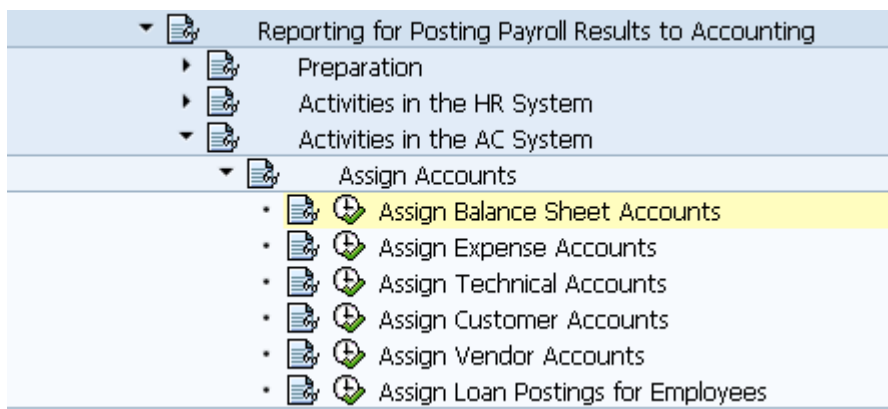 Reporting for Posting Payroll Results to Accounting
Preparation
Activities in the HR System
Activities in the AC System
Assign Accounts
Assign Balance Sheet Accounts
Assign Expense Accounts
Assign Technical Accounts
Assign Customer Accounts
Assign Vendor Accounts
Assign Loan Postings for Employees